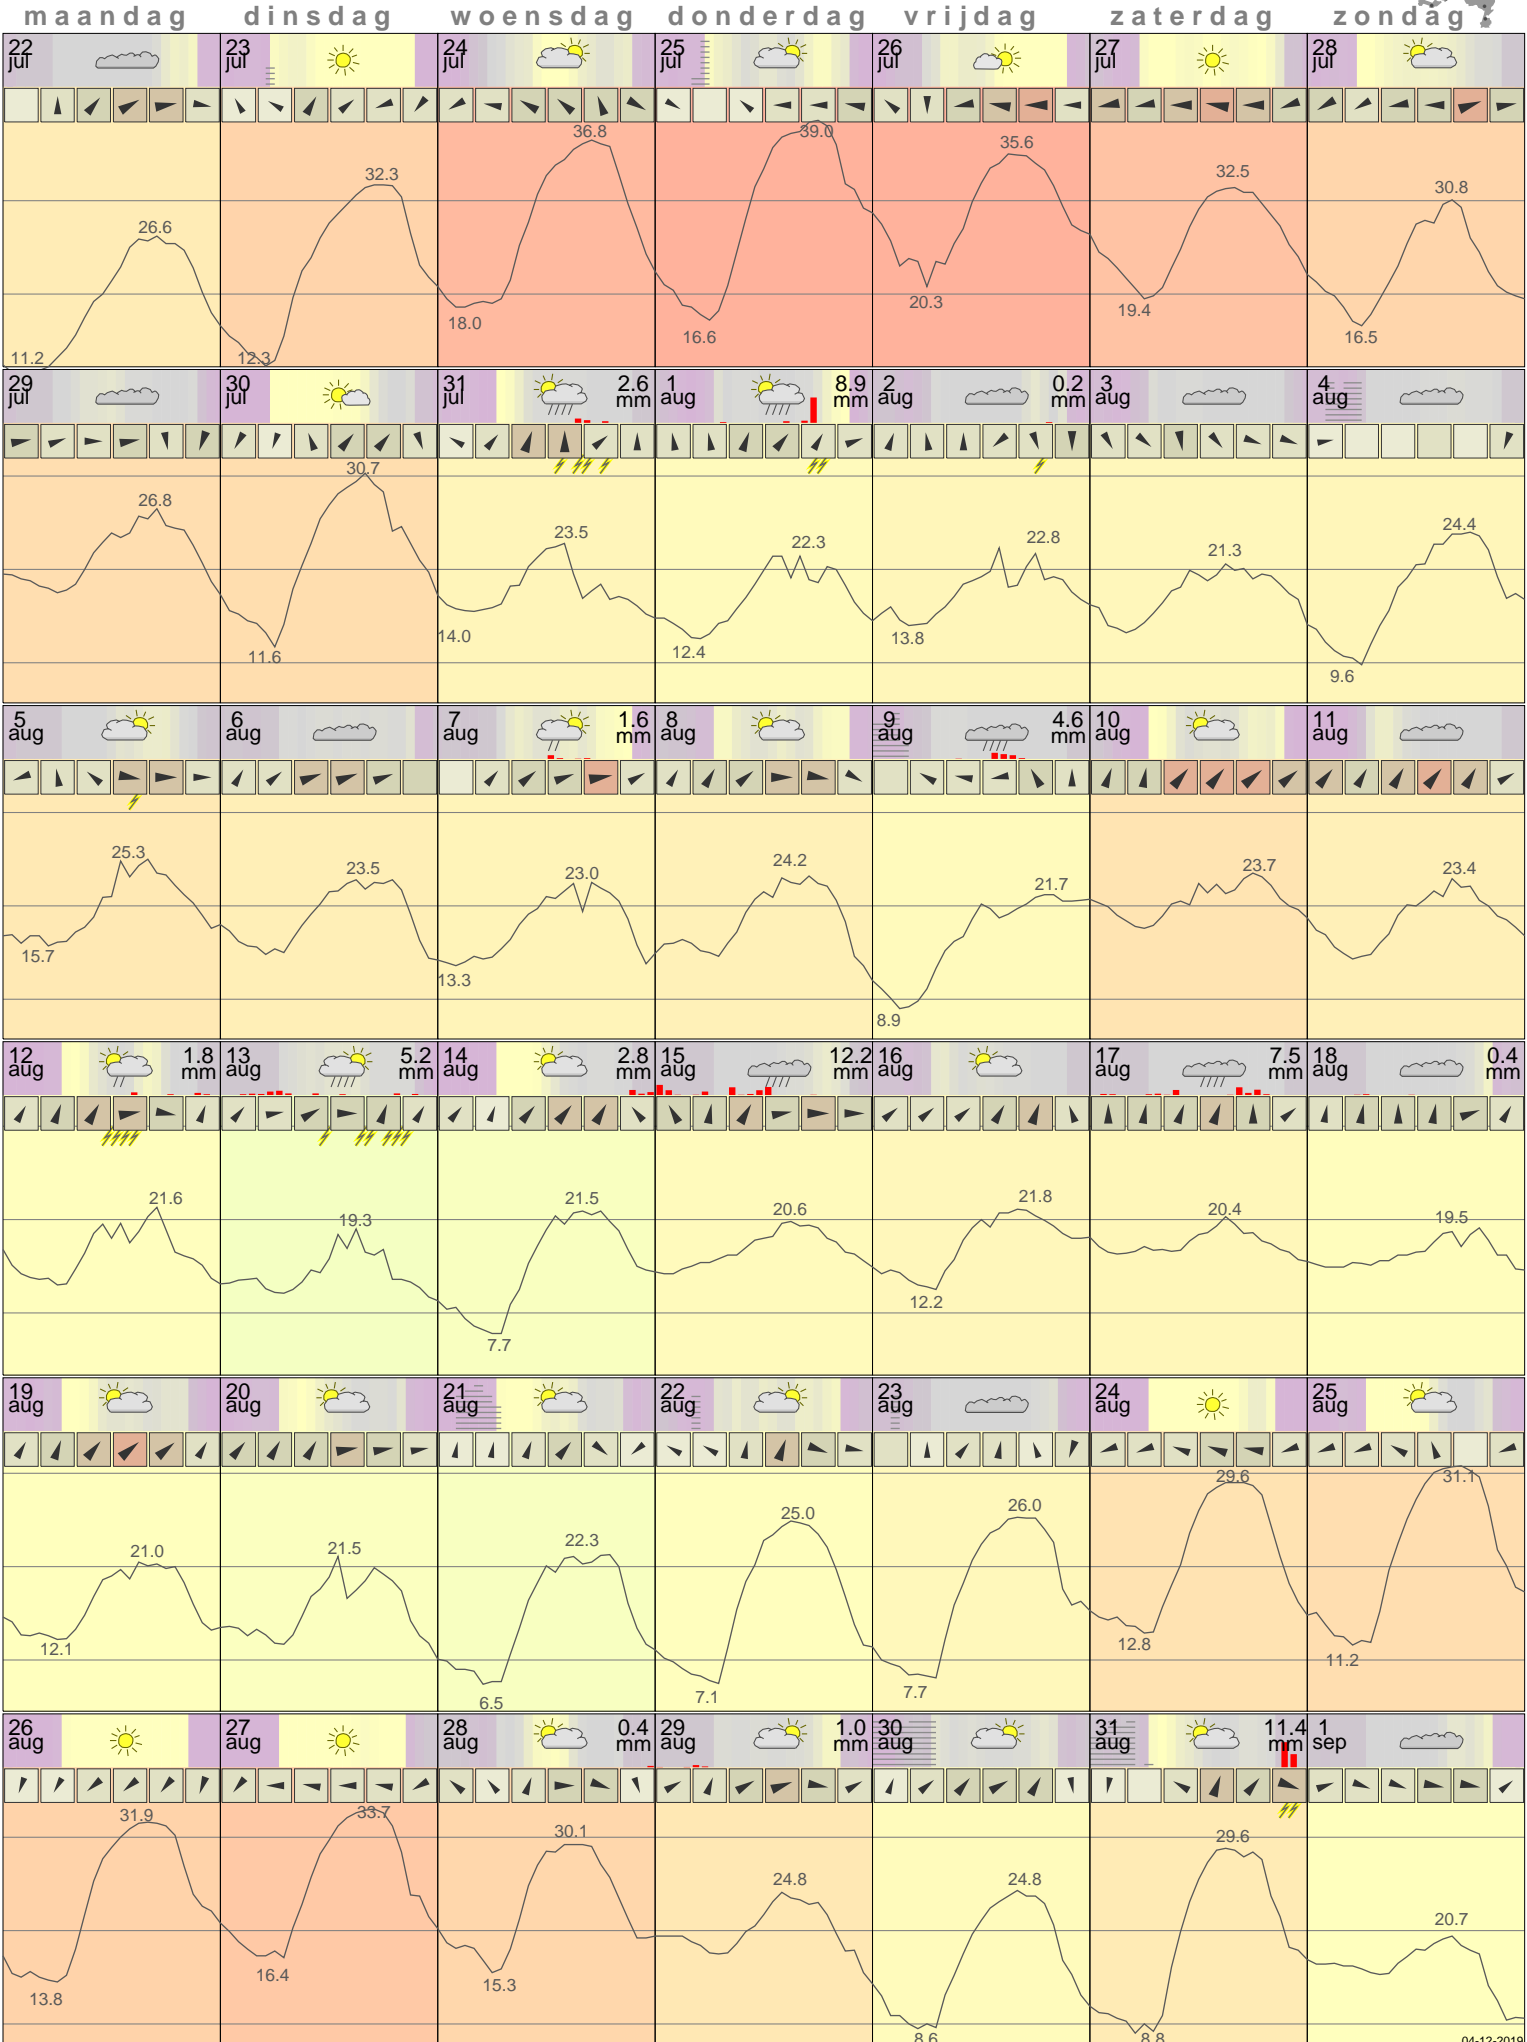 maandag dinsdag woensdag donderdag vrijdag zaterdag zondag
22 23 24 25 26 27 28
jul jul jul jul jul jul jul
36.8 39.0
35.6
32.3 32.5
30.8
26.6
20.3
19.4
18.0
16.6 16.5
11.2 12.3
29 30 31 2.6 1 8.9 2 0.2 3 4
jul jul jul mm aug mm aug mm aug aug
30.7
26.8
24.4
23.5 22.3 22.8
21.3
14.0 13.8
12.4
11.6
9.6
5 6 7 1.6 8 9 4.6 10 11
aug aug aug mm aug aug mm aug aug
25.3
24.2
23.5 23.0 23.7 23.4
21.7
15.7
13.3
8.9
12 1.8 13 5.2 14 2.8 15 12.2 16 17 7.5 18 0.4
aug mm aug mm aug mm aug mm aug aug mm aug mm
21.6 21.5 21.8
20.6 20.4
19.3 19.5
12.2
7.7
19 20 21 22 23 24 25
aug aug aug aug aug aug aug
29.6 31.1
25.0 26.0
21.0 21.5 22.3
12.1 12.8
11.2
6.5 7.1 7.7
26 27 28 0.4 29 1.0 30 31 11.4 1
aug aug aug mm aug mm aug aug mm sep
31.9 33.7
30.1 29.6
24.8 24.8
20.7
16.4
15.3
13.8
8.6 8.8
04-12-2019